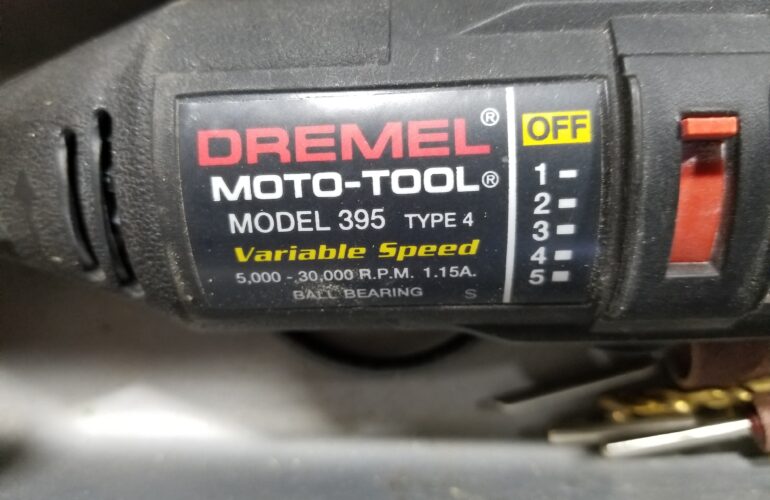 DREMEL®
MOTO-TOOL®
MODEL 395 TYPE 4
Variable Speed
5,000 - 30,000 R.P.M. 1.15A.
BALL BEARING S
OFF
1 -
2 -
3 -
4 -
5 -